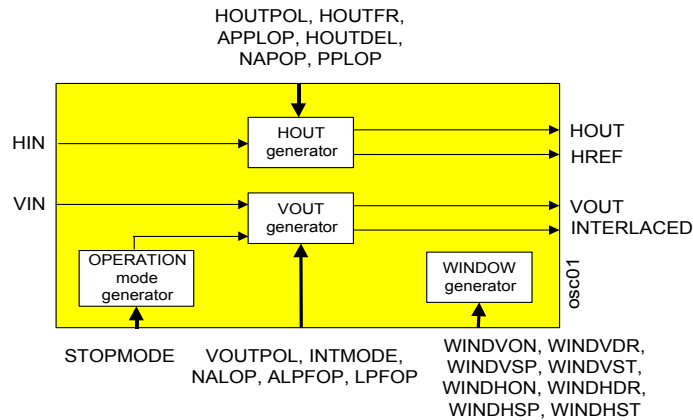 HOUTPOL, HOUTFR,
APPLOP, HOUTDEL,
NAPOP, PPLOP
HIN
HOUT
generator
HOUT
HREF
VIN
VOUT
generator
VOUT
INTERLACED
OPERATION
mode
generator
WINDOW
generator
osc01
STOPMODE
VOUTPOL, INTMODE,
NALOP, ALPFOP, LPFOP
WINDVON, WINDVDR,
WINDVSP, WINDVST,
WINDHON, WINDHDR,
WINDHSP, WINDHST